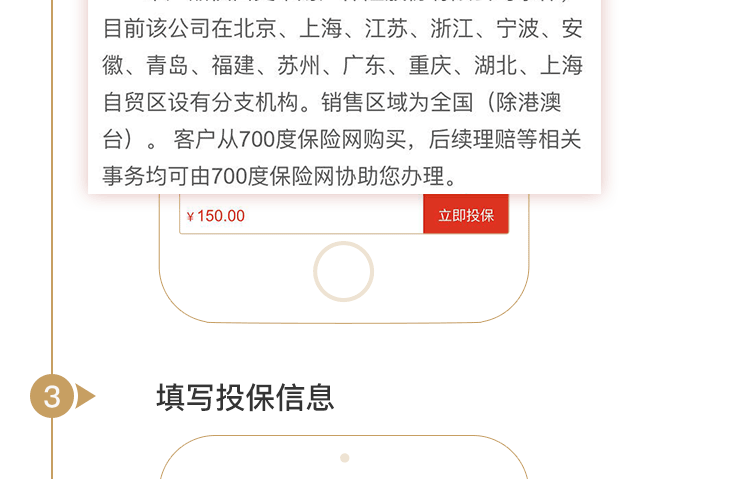 目前该公司在北京、上海、江苏、浙江、宁波、安
徽、青岛、福建、苏州、广东、重庆、湖北、上海
自贸区设有分支机构。销售区域为全国（除港澳
台）。 客户从700度保险网购买，后续理赔等相关
事务均可由700度保险网协助您办理。
￥150.00
立即投保
3
填写投保信息